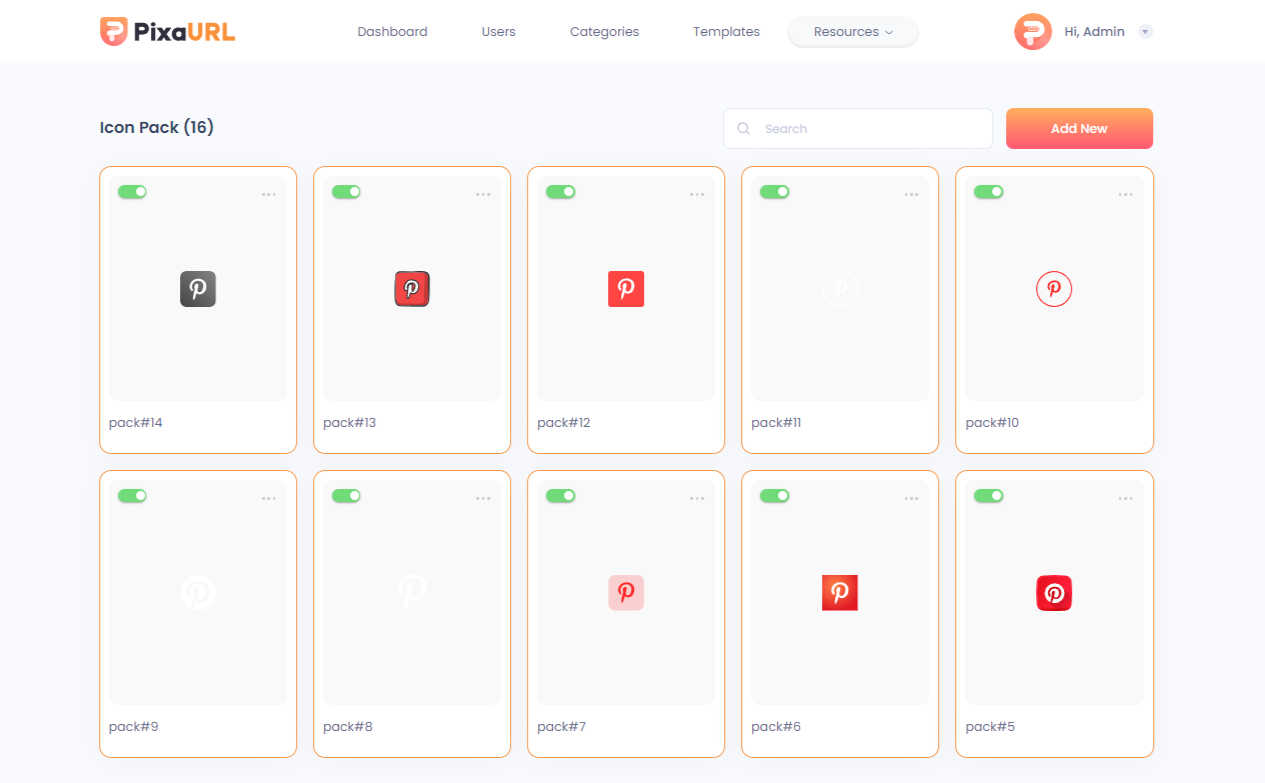 PixaURL
Dashboard
Users
Categories
Templates
Resources
Hi, Admin
Icon Pack (16)
Search
Add New
pack#14
pack#13
pack#12
pack#11
pack#10
pack#9
pack#8
pack#7
pack#6
pack#5